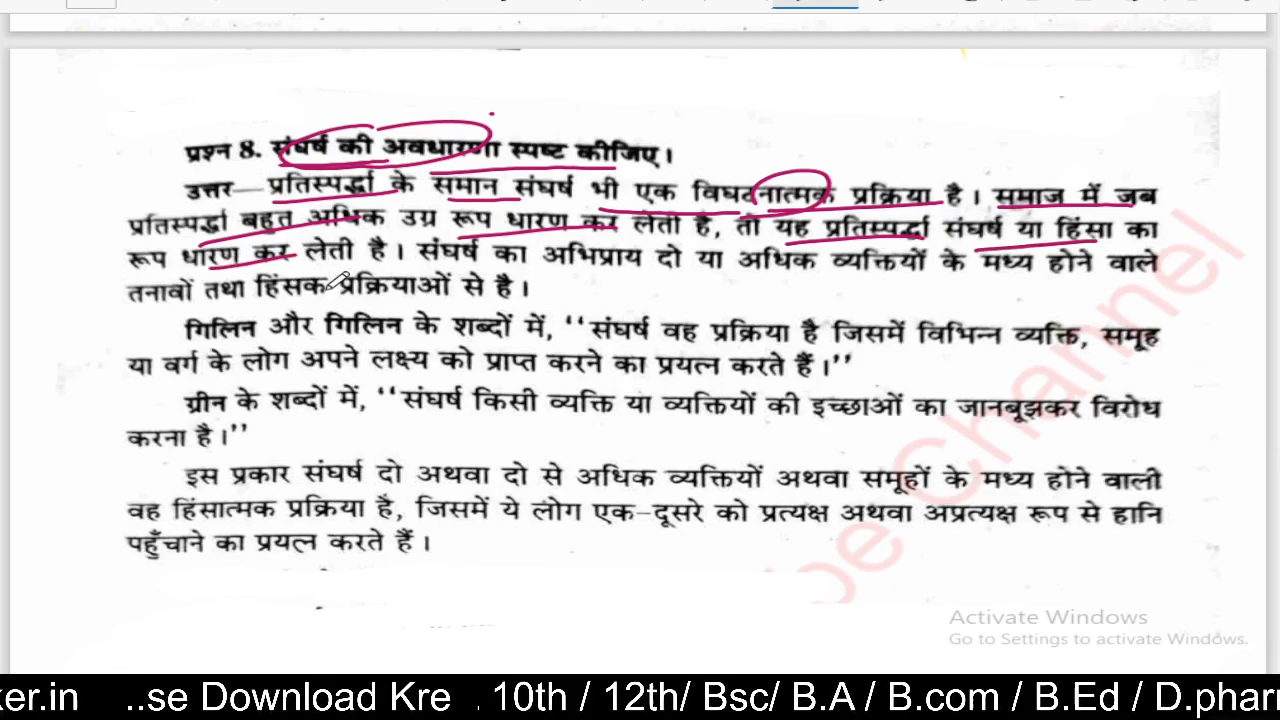 प्रश्न 8. संघर्ष की अवधारणा स्पष्ट कीजिए।
उत्तर—प्रतिस्पर्द्धा के समान संघर्ष भी एक विघटनात्मक प्रक्रिया है। समाज में जब
प्रतिस्पर्द्धा बहुत अधिक उग्र रूप धारण कर लेती है, तो यह प्रतिस्पर्द्धा संघर्ष या हिंसा का
रूप धारण कर लेती है। संघर्ष का अभिप्राय दो या अधिक व्यक्तियों के मध्य होने वाले
तनावों तथा हिंसक प्रक्रियाओं से है।
गिलिन और गिलिन के शब्दों में, ‘‘संघर्ष वह प्रक्रिया है जिसमें विभिन्न व्यक्ति, समूह
या वर्ग के लोग अपने लक्ष्य को प्राप्त करने का प्रयत्न करते हैं।’’
ग्रीन के शब्दों में, ‘‘संघर्ष किसी व्यक्ति या व्यक्तियों की इच्छाओं का जानबूझकर विरोध
करना है।’’
इस प्रकार संघर्ष दो अथवा दो से अधिक व्यक्तियों अथवा समूहों के मध्य होने वाली
वह हिंसात्मक प्रक्रिया है, जिसमें ये लोग एक-दूसरे को प्रत्यक्ष अथवा अप्रत्यक्ष रूप से हानि
पहुँचाने का प्रयत्न करते हैं।
be Channel
Activate Windows
Go to Settings to activate Windows.
ker.in ..se Download Kre . 10th / 12th/ Bsc/ B.A / B.com / B.Ed / D.phar